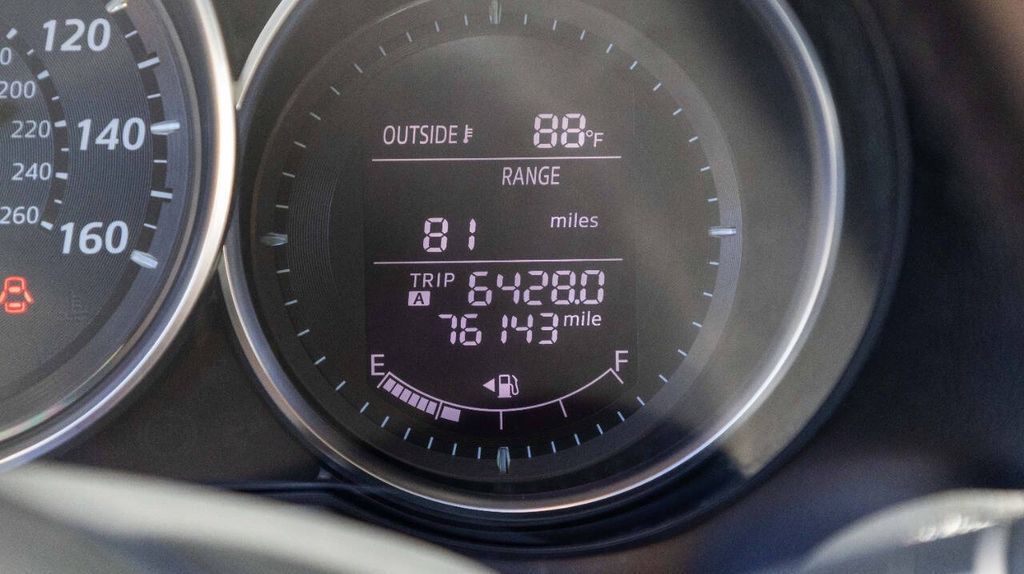 120
200
140
220
240
260
160
OUTSIDE 88°F
RANGE
81 miles
TRIP A 6428.0
76143 mile
E F